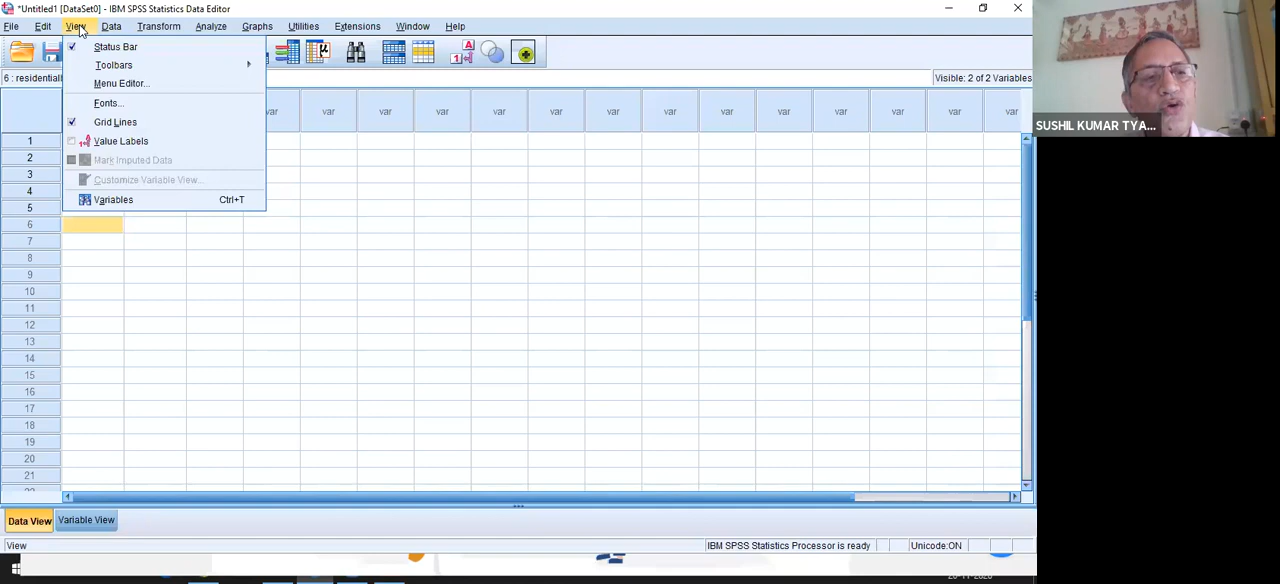 *Untitled1 [DataSet0] - IBM SPSS Statistics Data Editor
File Edit View Data Transform Analyze Graphs Utilities Extensions Window Help
6 : residentiall
Visible: 2 of 2 Variables
Status Bar
Toolbars
Menu Editor...
Fonts...
Grid Lines
Value Labels
Mark Imputed Data
Customize Variable View...
Variables Ctrl+T
var var var var var var var var var var var var var var
1
2
3
4
5
6
7
8
9
10
11
12
13
14
15
16
17
18
19
20
21
Data View Variable View
View IBM SPSS Statistics Processor is ready Unicode:ON
SUSHIL KUMAR TYA...